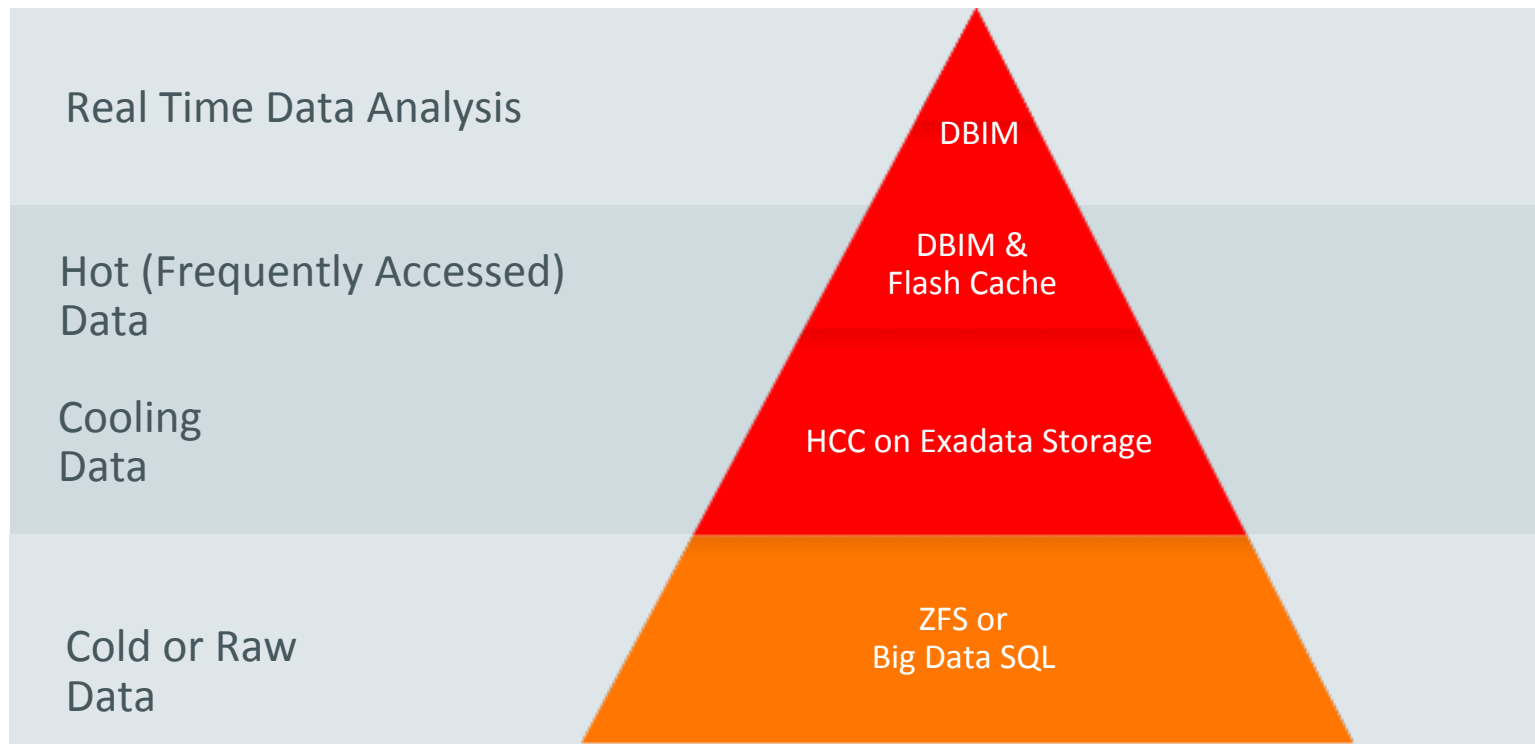 Real Time Data Analysis
DBIM
Hot (Frequently Accessed)
Data
DBIM &
Flash Cache
Cooling
Data
HCC on Exadata Storage
Cold or Raw
Data
ZFS or
Big Data SQL